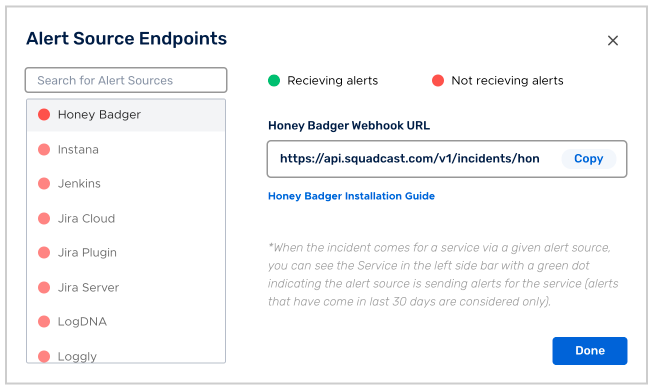 Alert Source Endpoints
Search for Alert Sources
Recieving alerts
Not recieving alerts
Honey Badger
Instana
Jenkins
Jira Cloud
Jira Plugin
Jira Server
LogDNA
Loggly
Honey Badger Webhook URL
https://api.squadcast.com/v1/incidents/hon
Copy
Honey Badger Installation Guide
*When the incident comes for a service via a given alert source,
you can see the Service in the left side bar with a green dot
indicating the alert source is sending alerts for the service (alerts
that have come in last 30 days are considered only).
Done